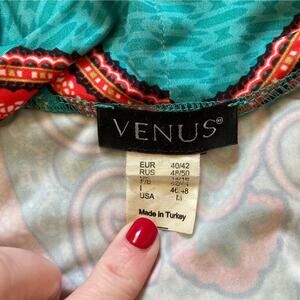 VENUS
EUR 40/42
RUS 48/50
I
USA
Made in Turkey